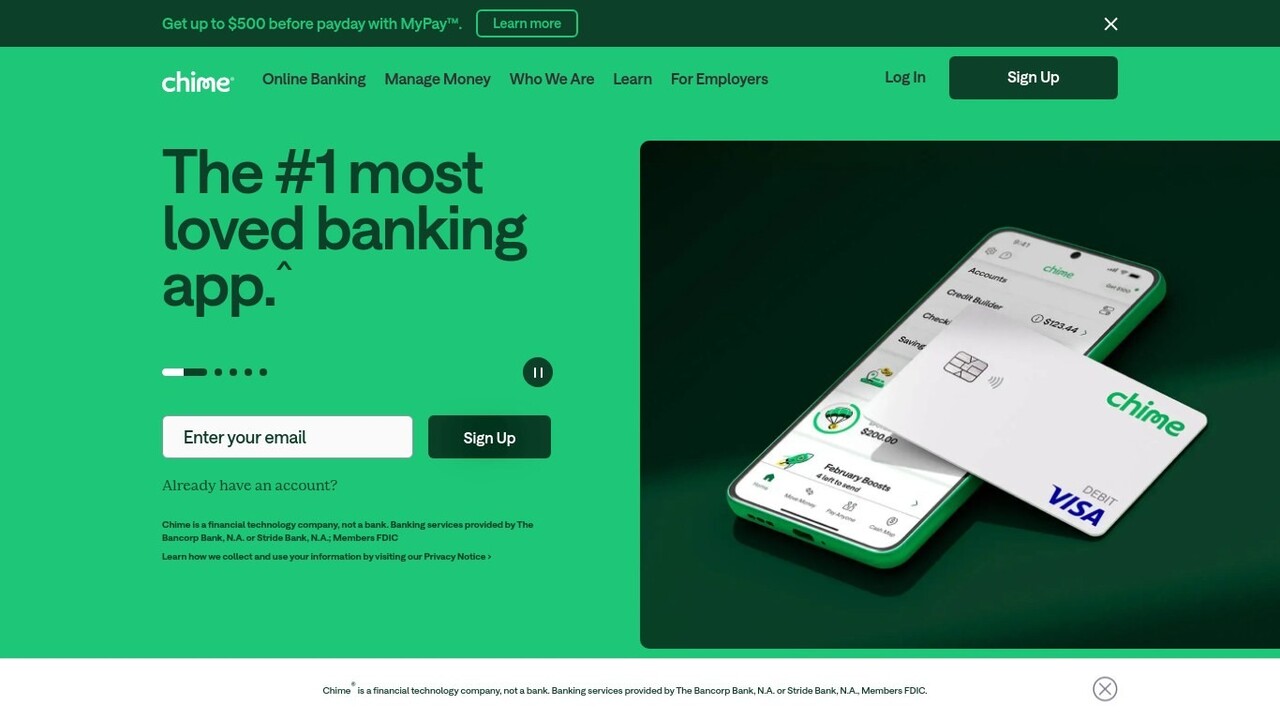 Get up to $500 before payday with MyPay™.
Learn more
chime®
Online Banking
Manage Money
Who We Are
Learn
For Employers
Log In
Sign Up
The #1 most
loved banking
app.^
Enter your email
Sign Up
Already have an account?
Chime is a financial technology company, not a bank. Banking services provided by The
Bancorp Bank, N.A. or Stride Bank, N.A.; Members FDIC
Learn how we collect and use your information by visiting our Privacy Notice >
9:41
chime
Get $100
Accounts
Credit Builder
$123.44 >
Savings
$200.00
February Boosts
4 left to send
Home
Move Money
Pay Anyone
Cash Map
chime
DEBIT
VISA
Chime® is a financial technology company, not a bank. Banking services provided by The Bancorp Bank, N.A. or Stride Bank, N.A., Members FDIC.